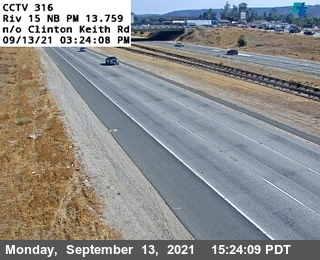 CCTV 316
Riv 15 NB PM 13.759
n/o Clinton Keith Rd
09/13/21 03:24:08 PM
Monday, September 13, 2021 15:24:09 PDT